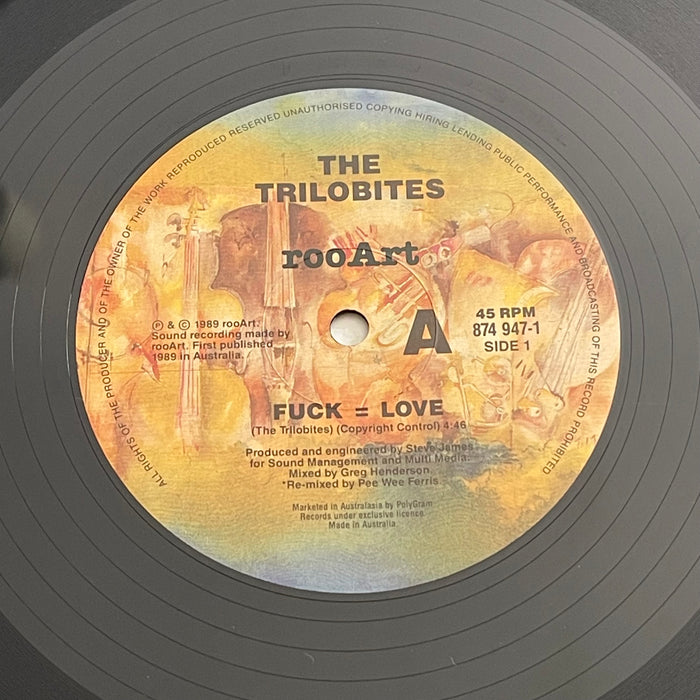 ALL RIGHTS OF THE PRODUCER AND OF THE OWNER OF THE WORK REPRODUCED RESERVED UNAUTHORISED COPYING HIRING LENDING PUBLIC PERFORMANCE AND BROADCASTING OF THIS RECORD PROHIBITED
THE
TRILOBITES
rooArt
℗ & © 1989 rooArt.
Sound recording made by
rooArt. First published
1989 in Australia.
A
45 RPM
874 947-1
SIDE 1
FUCK = LOVE
(The Trilobites) (Copyright Control) 4:46
Produced and engineered by Steve James
for Sound Management and Multi Media.
Mixed by Greg Henderson.
*Re-mixed by Pee Wee Ferris.
Marketed in Australasia by PolyGram
Records under exclusive licence.
Made in Australia.